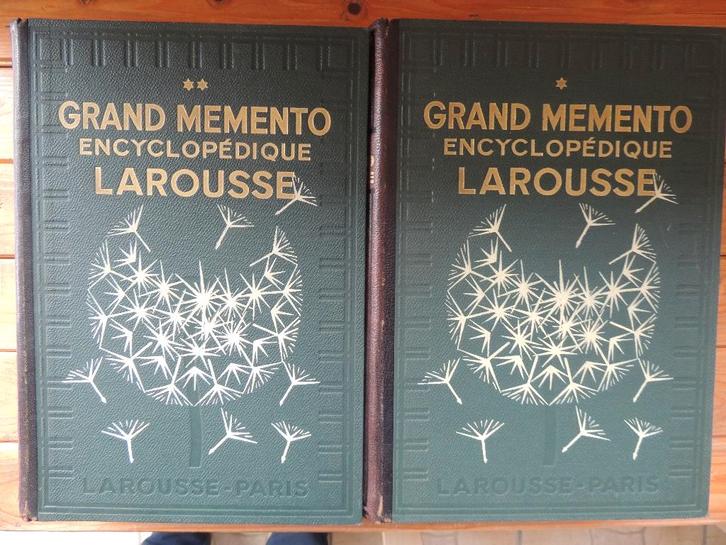 **
GRAND MEMENTO
ENCYCLOPÉDIQUE
LAROUSSE
LAROUSSE-PARIS
*
GRAND MEMENTO
ENCYCLOPÉDIQUE
LAROUSSE
LAROUSSE-PARIS